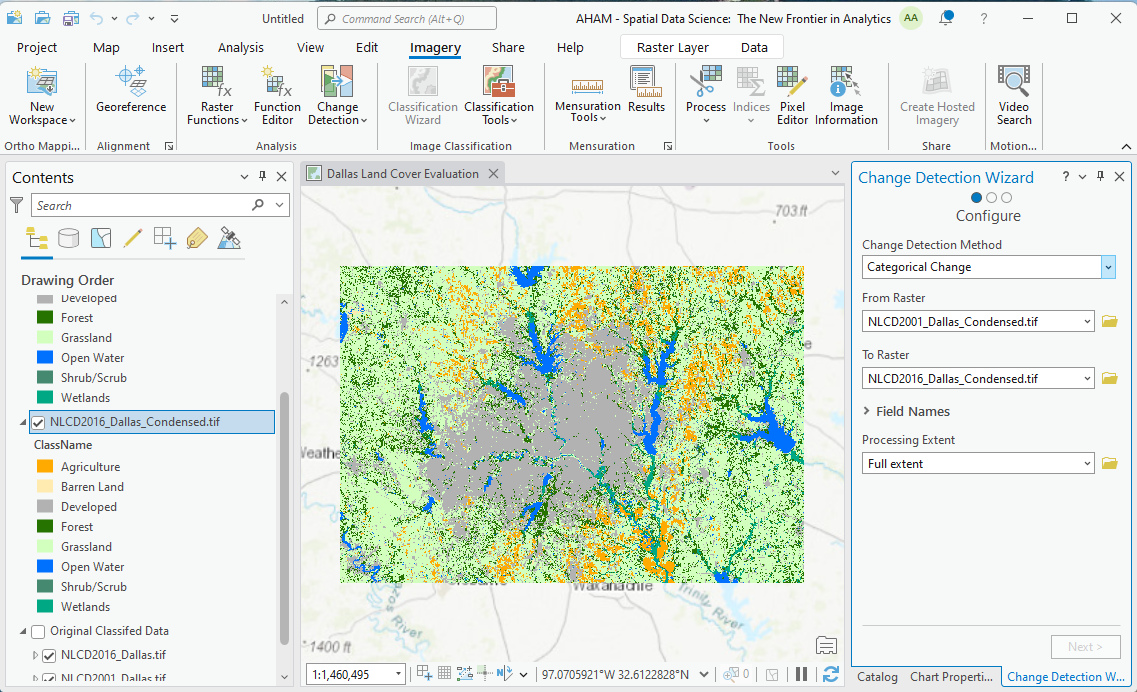 Untitled
Command Search (Alt+Q)
AHAM - Spatial Data Science: The New Frontier in Analytics
AA
?
Project Map Insert Analysis View Edit Imagery Share Help Raster Layer Data
New Workspace
Georeference
Raster Functions
Function Editor
Change Detection
Classification Wizard
Classification Tools
Mensuration Tools
Results
Process
Indices
Pixel Editor
Image Information
Create Hosted Imagery
Video Search
Ortho Mappi... Alignment Analysis Image Classification Mensuration Tools Share Motion...
Contents
Search
Drawing Order
Developed
Forest
Grassland
Open Water
Shrub/Scrub
Wetlands
NLCD2016_Dallas_Condensed.tif
ClassName
Agriculture
Barren Land
Developed
Forest
Grassland
Open Water
Shrub/Scrub
Wetlands
Original Classifed Data
NLCD2016_Dallas.tif
NLCD2001_Dallas.tif
Dallas Land Cover Evaluation
703 ft
1263
Weathe
Waxahachie
Trinity River
River
1400 ft
1:1,460,495
97.0705921°W 32.6122828°N
0
Change Detection Wizard
?
Configure
Change Detection Method
Categorical Change
From Raster
NLCD2001_Dallas_Condensed.tif
To Raster
NLCD2016_Dallas_Condensed.tif
Field Names
Processing Extent
Full extent
Next >
Catalog Chart Properti... Change Detection W...